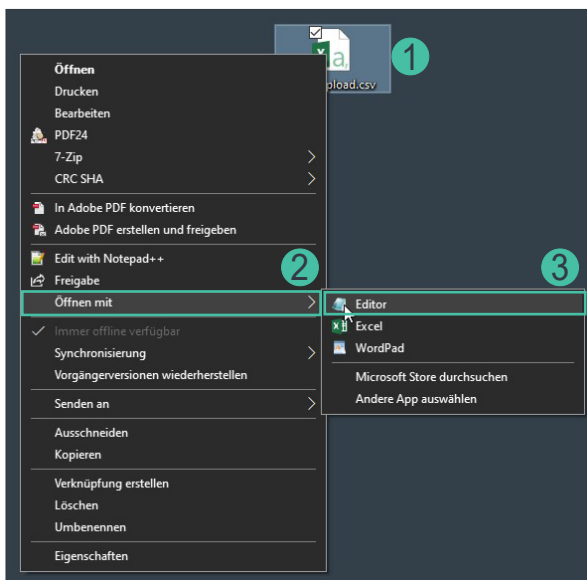 a,
1
pload.csv
Öffnen
Drucken
Bearbeiten
PDF24
7-Zip
CRC SHA
In Adobe PDF konvertieren
Adobe PDF erstellen und freigeben
Edit with Notepad++
2
Freigabe
Öffnen mit
3
Editor
Excel
WordPad
Microsoft Store durchsuchen
Andere App auswählen
Immer offline verfügbar
Synchronisierung
Vorgängerversionen wiederherstellen
Senden an
Ausschneiden
Kopieren
Verknüpfung erstellen
Löschen
Umbenennen
Eigenschaften